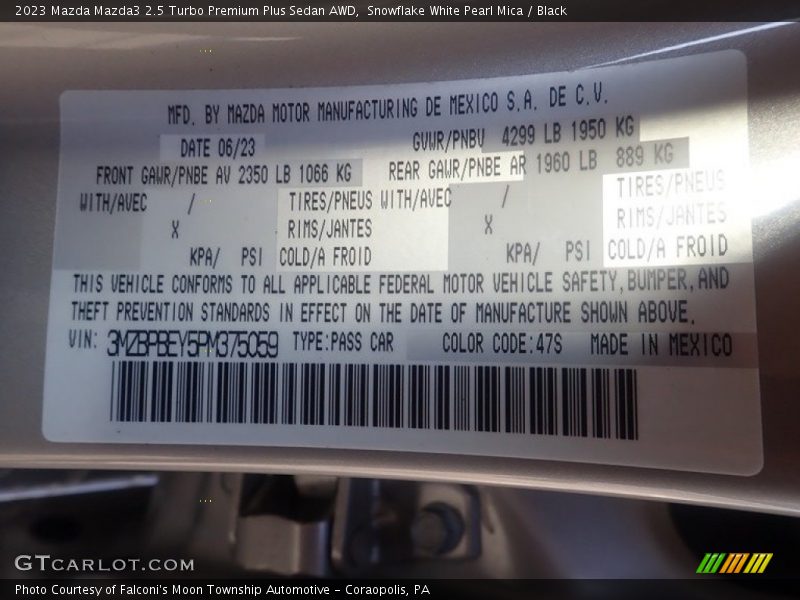 2023 Mazda Mazda3 2.5 Turbo Premium Plus Sedan AWD, Snowflake White Pearl Mica / Black
MFD. BY MAZDA MOTOR MANUFACTURING DE MEXICO S.A. DE C.V.
DATE 06/23 GVWR/PNBV 4299 LB 1950 KG
FRONT GAWR/PNBE AV 2350 LB 1066 KG REAR GAWR/PNBE AR 1960 LB 889 KG
WITH/AVEC / TIRES/PNEUS WITH/AVEC / TIRES/PNEUS
X RIMS/JANTES X RIMS/JANTES
KPA/ PSI COLD/A FROID KPA/ PSI COLD/A FROID
THIS VEHICLE CONFORMS TO ALL APPLICABLE FEDERAL MOTOR VEHICLE SAFETY, BUMPER, AND
THEFT PREVENTION STANDARDS IN EFFECT ON THE DATE OF MANUFACTURE SHOWN ABOVE.
VIN: 3MZBPBEY5PM375059 TYPE:PASS CAR COLOR CODE:47S MADE IN MEXICO
GTCARLOT.COM
Photo Courtesy of Falconi's Moon Township Automotive - Coraopolis, PA